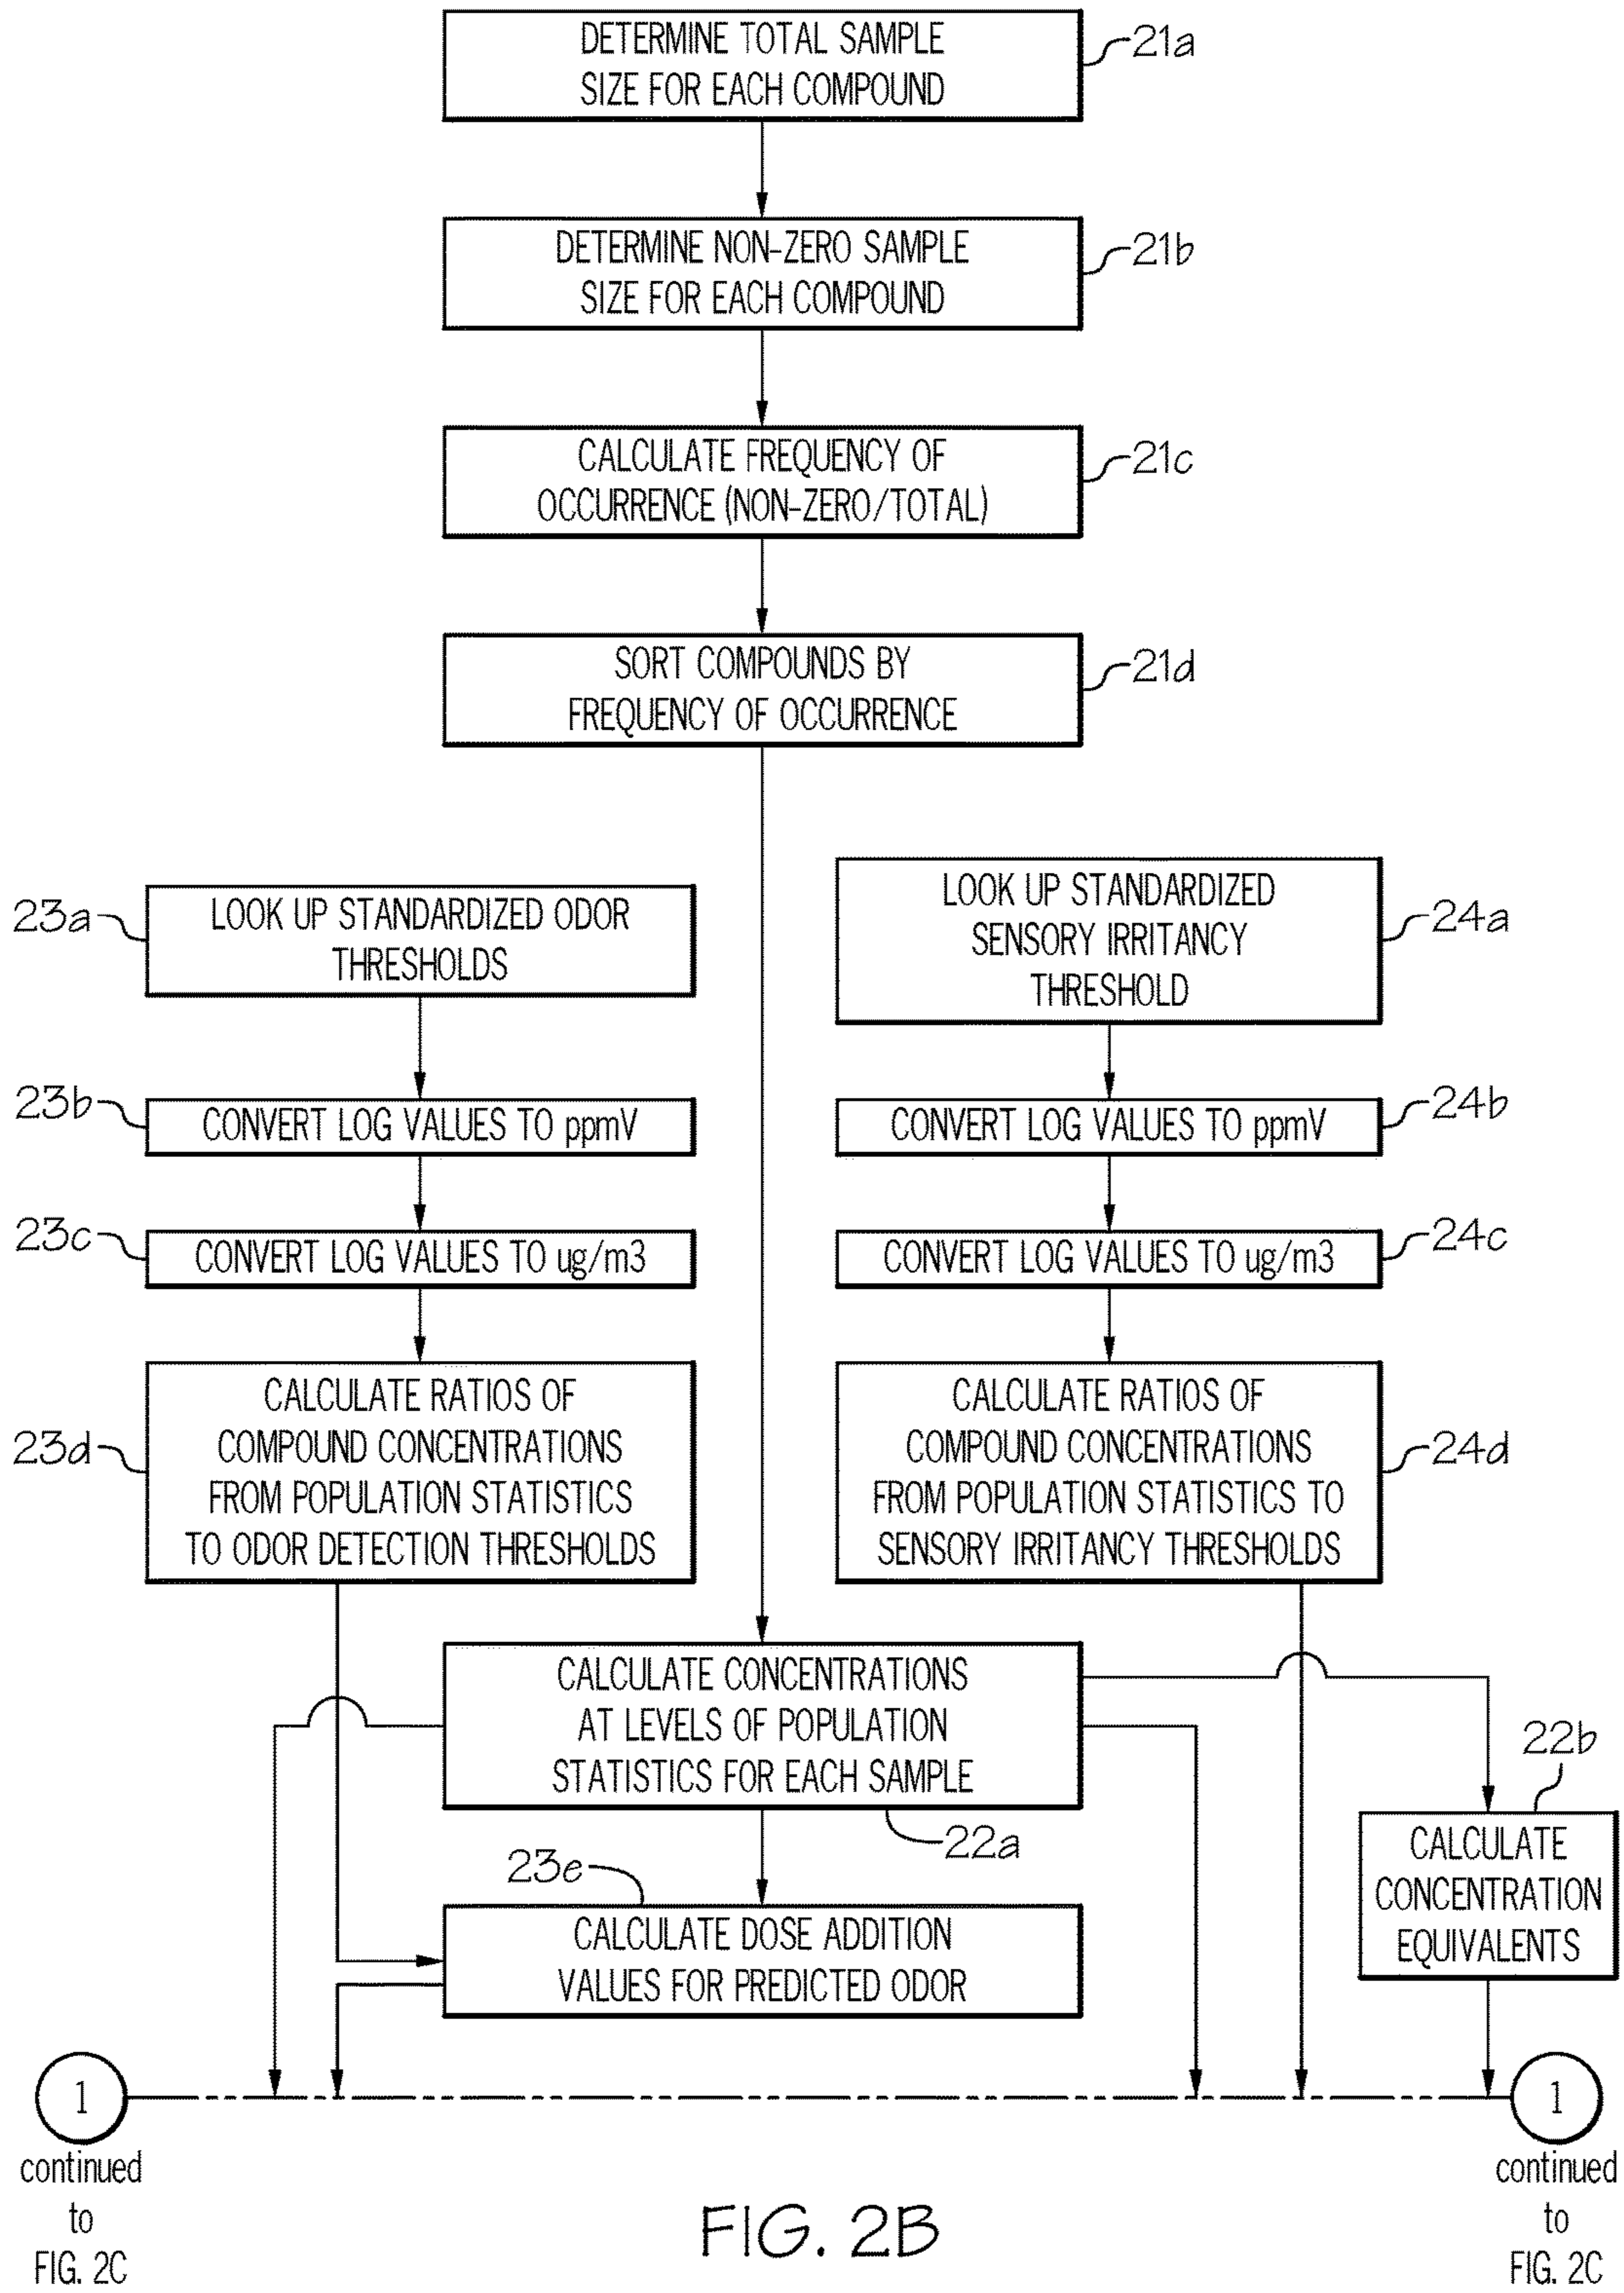 DETERMINE TOTAL SAMPLE
SIZE FOR EACH COMPOUND
21a
DETERMINE NON-ZERO SAMPLE
SIZE FOR EACH COMPOUND
21b
CALCULATE FREQUENCY OF
OCCURRENCE (NON-ZERO/TOTAL)
21c
SORT COMPOUNDS BY
FREQUENCY OF OCCURRENCE
21d
23a
LOOK UP STANDARDIZED ODOR
THRESHOLDS
LOOK UP STANDARDIZED
SENSORY IRRITANCY
THRESHOLD
24a
23b
CONVERT LOG VALUES TO ppmV
CONVERT LOG VALUES TO ppmV
24b
23c
CONVERT LOG VALUES TO ug/m3
CONVERT LOG VALUES TO ug/m3
24c
23d
CALCULATE RATIOS OF
COMPOUND CONCENTRATIONS
FROM POPULATION STATISTICS
TO ODOR DETECTION THRESHOLDS
CALCULATE RATIOS OF
COMPOUND CONCENTRATIONS
FROM POPULATION STATISTICS TO
SENSORY IRRITANCY THRESHOLDS
24d
CALCULATE CONCENTRATIONS
AT LEVELS OF POPULATION
STATISTICS FOR EACH SAMPLE
22a
22b
CALCULATE
CONCENTRATION
EQUIVALENTS
23e
CALCULATE DOSE ADDITION
VALUES FOR PREDICTED ODOR
1
continued
to
FIG. 2C
1
continued
to
FIG. 2C
FIG. 2B